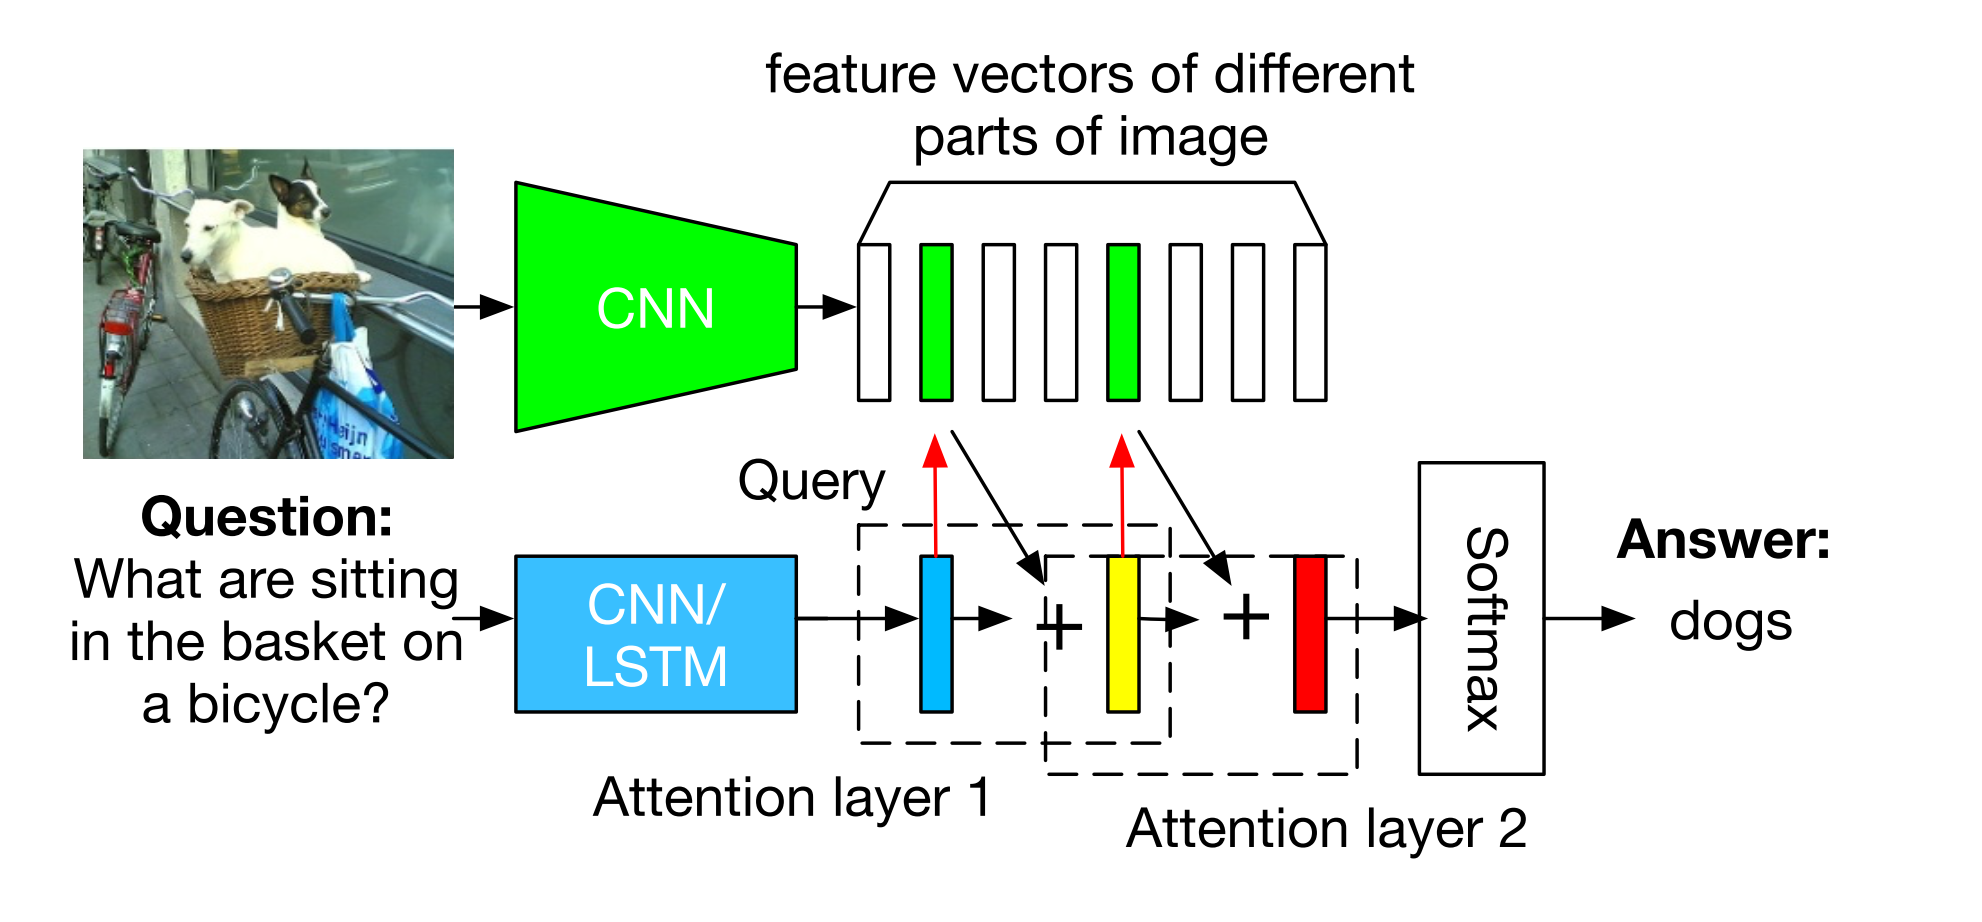 feature vectors of different
parts of image
CNN
Query
Question:
What are sitting
in the basket on
a bicycle?
CNN/
LSTM
Softmax
Answer:
dogs
Attention layer 1
Attention layer 2